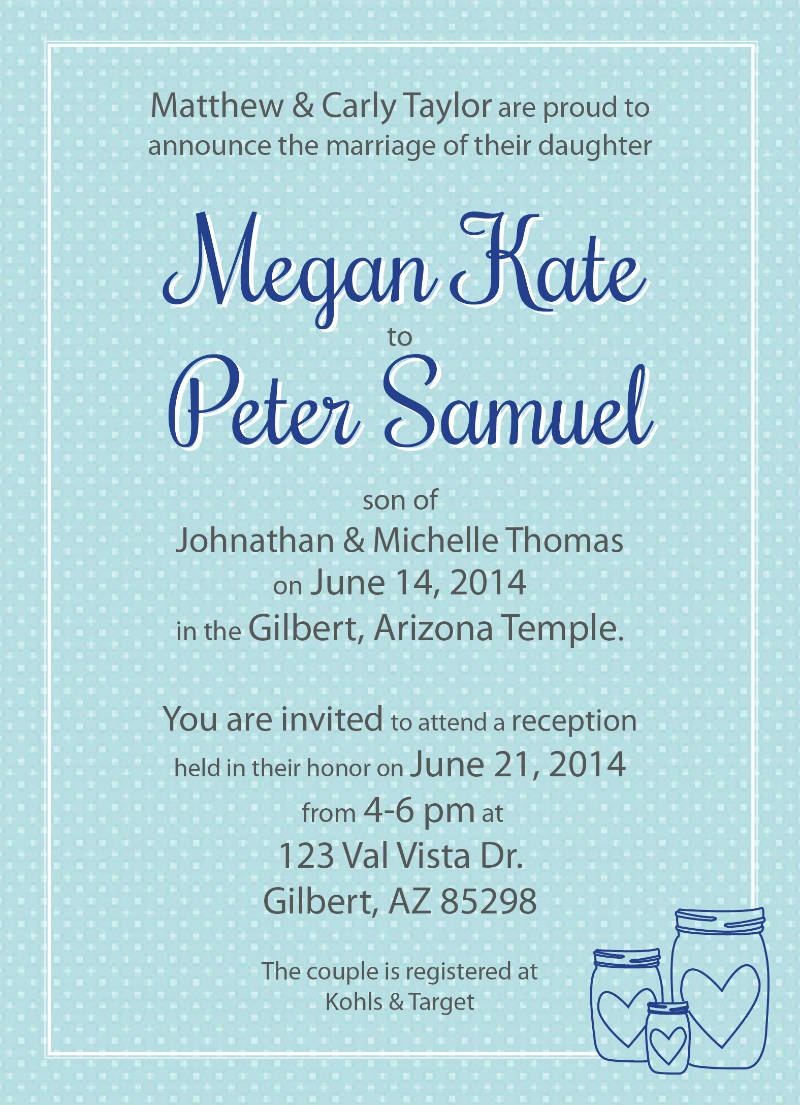 Matthew & Carly Taylor are proud to
announce the marriage of their daughter
Megan Kate
to
Peter Samuel
son of
Johnathan & Michelle Thomas
on June 14, 2014
in the Gilbert, Arizona Temple.
You are invited to attend a reception
held in their honor on June 21, 2014
from 4-6 pm at
123 Val Vista Dr.
Gilbert, AZ 85298
The couple is registered at
Kohls & Target